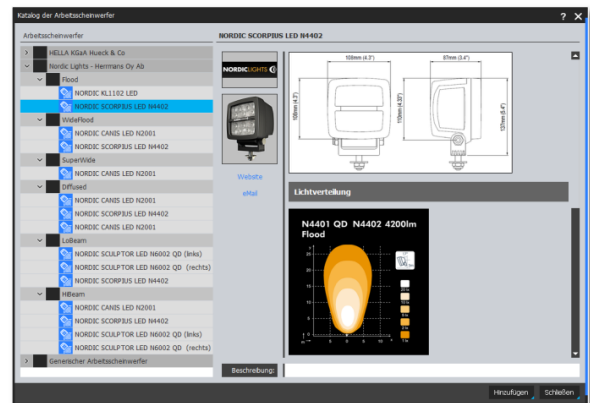 Katalog der Arbeitsscheinwerfer
? X
Arbeitsscheinwerfer
HELLA KGaA Hueck & Co
Nordic Lights - Herrmans Oy Ab
Flood
NORDIC KL1102 LED
NORDIC SCORPIUS LED N4402
WideFlood
NORDIC CANIS LED N2001
NORDIC SCORPIUS LED N4402
SuperWide
NORDIC CANIS LED N2001
Diffused
NORDIC CANIS LED N2001
NORDIC SCORPIUS LED N4402
NORDIC CANIS LED N2001
LoBeam
NORDIC SCULPTOR LED N6002 QD (links)
NORDIC SCULPTOR LED N6002 QD (rechts)
NORDIC SCORPIUS LED N4402
HiBeam
NORDIC CANIS LED N2001
NORDIC SCORPIUS LED N4402
NORDIC SCULPTOR LED N6002 QD (links)
NORDIC SCULPTOR LED N6002 QD (rechts)
Generischer Arbeitsscheinwerfer
NORDIC SCORPIUS LED N4402
NORDICLIGHTS
Website
eMail
108mm (4.3")
87mm (3.4")
137mm (5.4")
Lichtverteilung
N4401 QD N4402 4200lm
Flood
Beschreibung:
Hinzufügen
Schließen